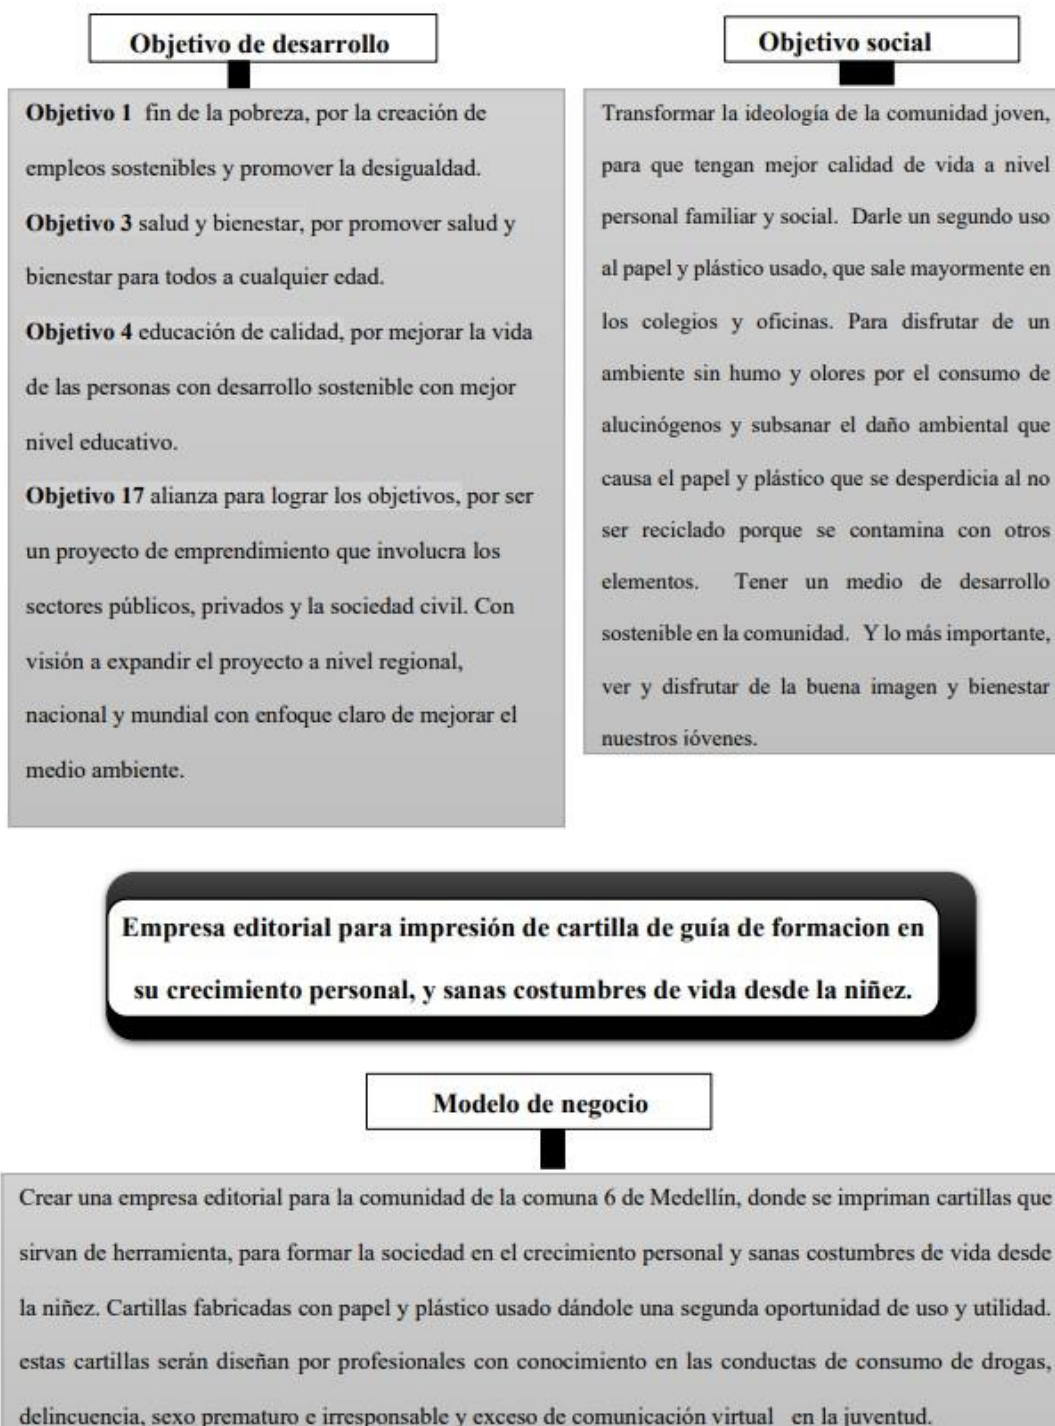 Objetivo de desarrollo
Objetivo 1 fin de la pobreza, por la creación de
empleos sostenibles y promover la desigualdad.
Objetivo 3 salud y bienestar, por promover salud y
bienestar para todos a cualquier edad.
Objetivo 4 educación de calidad, por mejorar la vida
de las personas con desarrollo sostenible con mejor
nivel educativo.
Objetivo 17 alianza para lograr los objetivos, por ser
un proyecto de emprendimiento que involucra los
sectores públicos, privados y la sociedad civil. Con
visión a expandir el proyecto a nivel regional,
nacional y mundial con enfoque claro de mejorar el
medio ambiente.
Objetivo social
Transformar la ideología de la comunidad joven,
para que tengan mejor calidad de vida a nivel
personal familiar y social. Darle un segundo uso
al papel y plástico usado, que sale mayormente en
los colegios y oficinas. Para disfrutar de un
ambiente sin humo y olores por el consumo de
alucinógenos y subsanar el daño ambiental que
causa el papel y plástico que se desperdicia al no
ser reciclado porque se contamina con otros
elementos. Tener un medio de desarrollo
sostenible en la comunidad. Y lo más importante,
ver y disfrutar de la buena imagen y bienestar
nuestros jóvenes.
Empresa editorial para impresión de cartilla de guía de formacion en
su crecimiento personal, y sanas costumbres de vida desde la niñez.
Modelo de negocio
Crear una empresa editorial para la comunidad de la comuna 6 de Medellín, donde se impriman cartillas que
sirvan de herramienta, para formar la sociedad en el crecimiento personal y sanas costumbres de vida desde
la niñez. Cartillas fabricadas con papel y plástico usado dándole una segunda oportunidad de uso y utilidad.
estas cartillas serán diseñan por profesionales con conocimiento en las conductas de consumo de drogas,
delincuencia, sexo prematuro e irresponsable y exceso de comunicación virtual en la juventud.